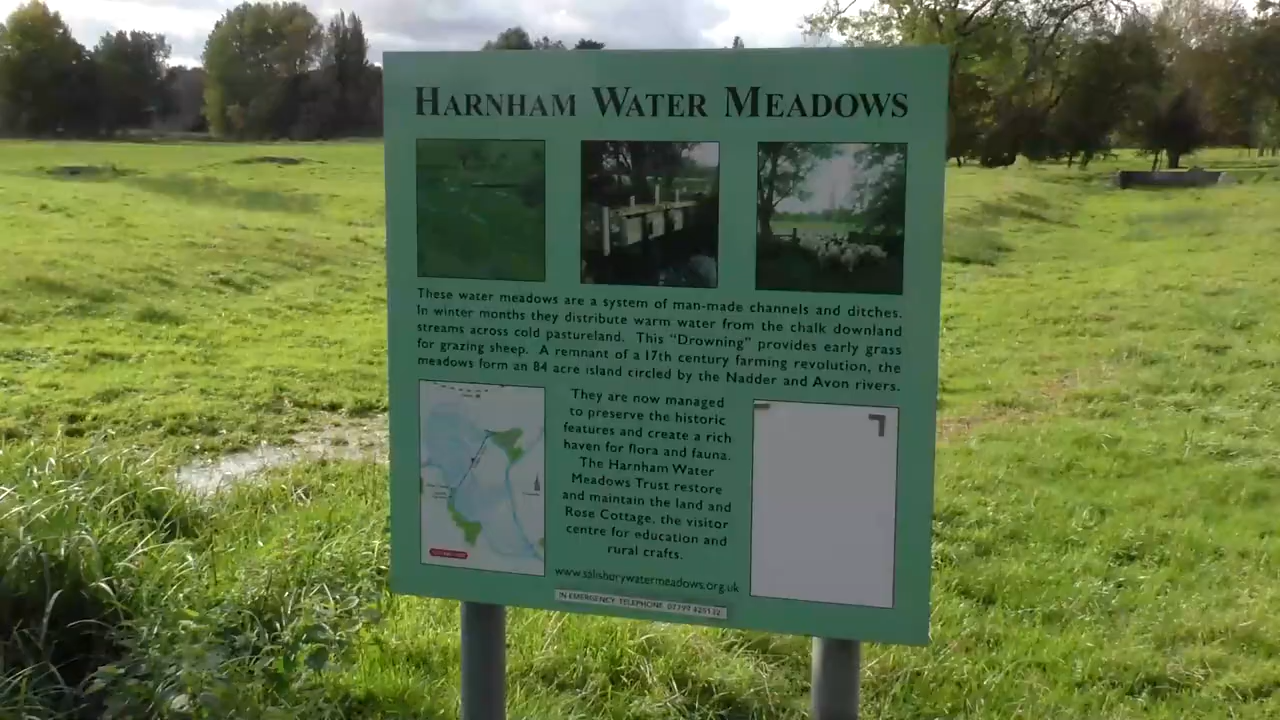 HARNHAM WATER MEADOWS
These water meadows are a system of man-made channels and ditches.
In winter months they distribute warm water from the chalk downland
streams across cold pastureland. This "Drowning" provides early grass
for grazing sheep. A remnant of a 17th century farming revolution, the
meadows form an 84 acre island circled by the Nadder and Avon rivers.
They are now managed
to preserve the historic
features and create a rich
haven for flora and fauna.
The Harnham Water
Meadows Trust restore
and maintain the land and
Rose Cottage, the visitor
centre for education and
rural crafts.
www.salisburywatermeadows.org.uk
IN EMERGENCY TELEPHONE